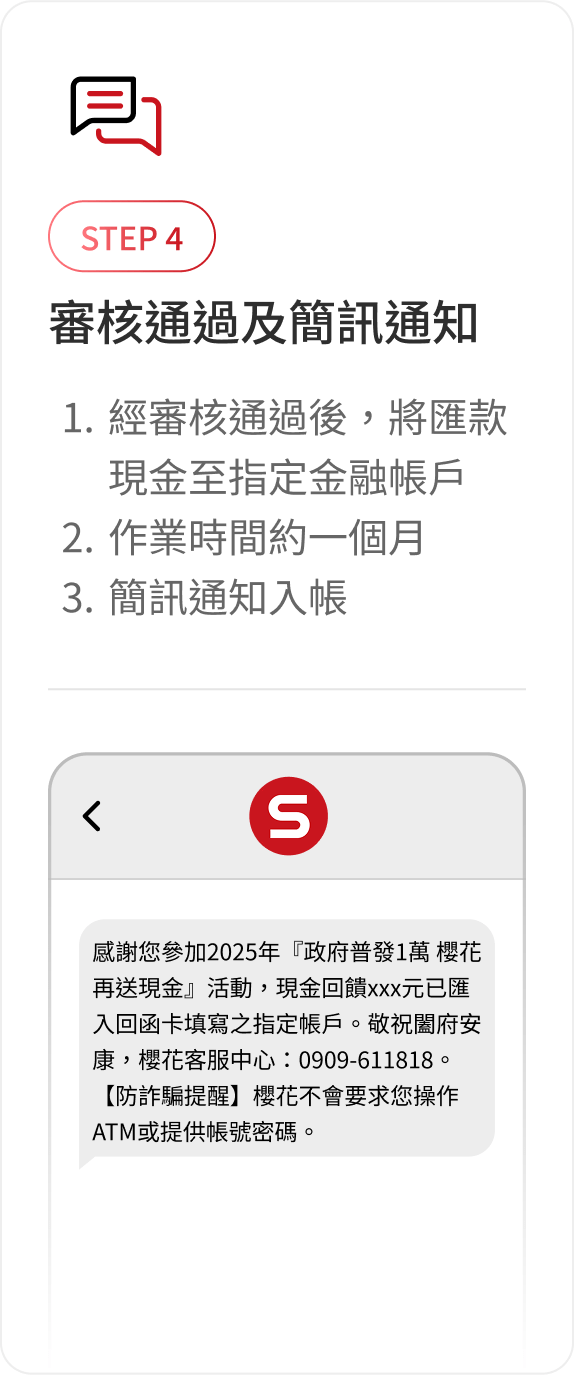 STEP 4
審核通過及簡訊通知
1. 經審核通過後，將匯款
現金至指定金融帳戶
2. 作業時間約一個月
3. 簡訊通知入帳
S
感謝您參加2025年『政府普發1萬 櫻花
再送現金』活動，現金回饋xxx元已匯
入回函卡填寫之指定帳戶。敬祝闔府安
康，櫻花客服中心：0909-611818。
【防詐騙提醒】櫻花不會要求您操作
ATM或提供帳號密碼。